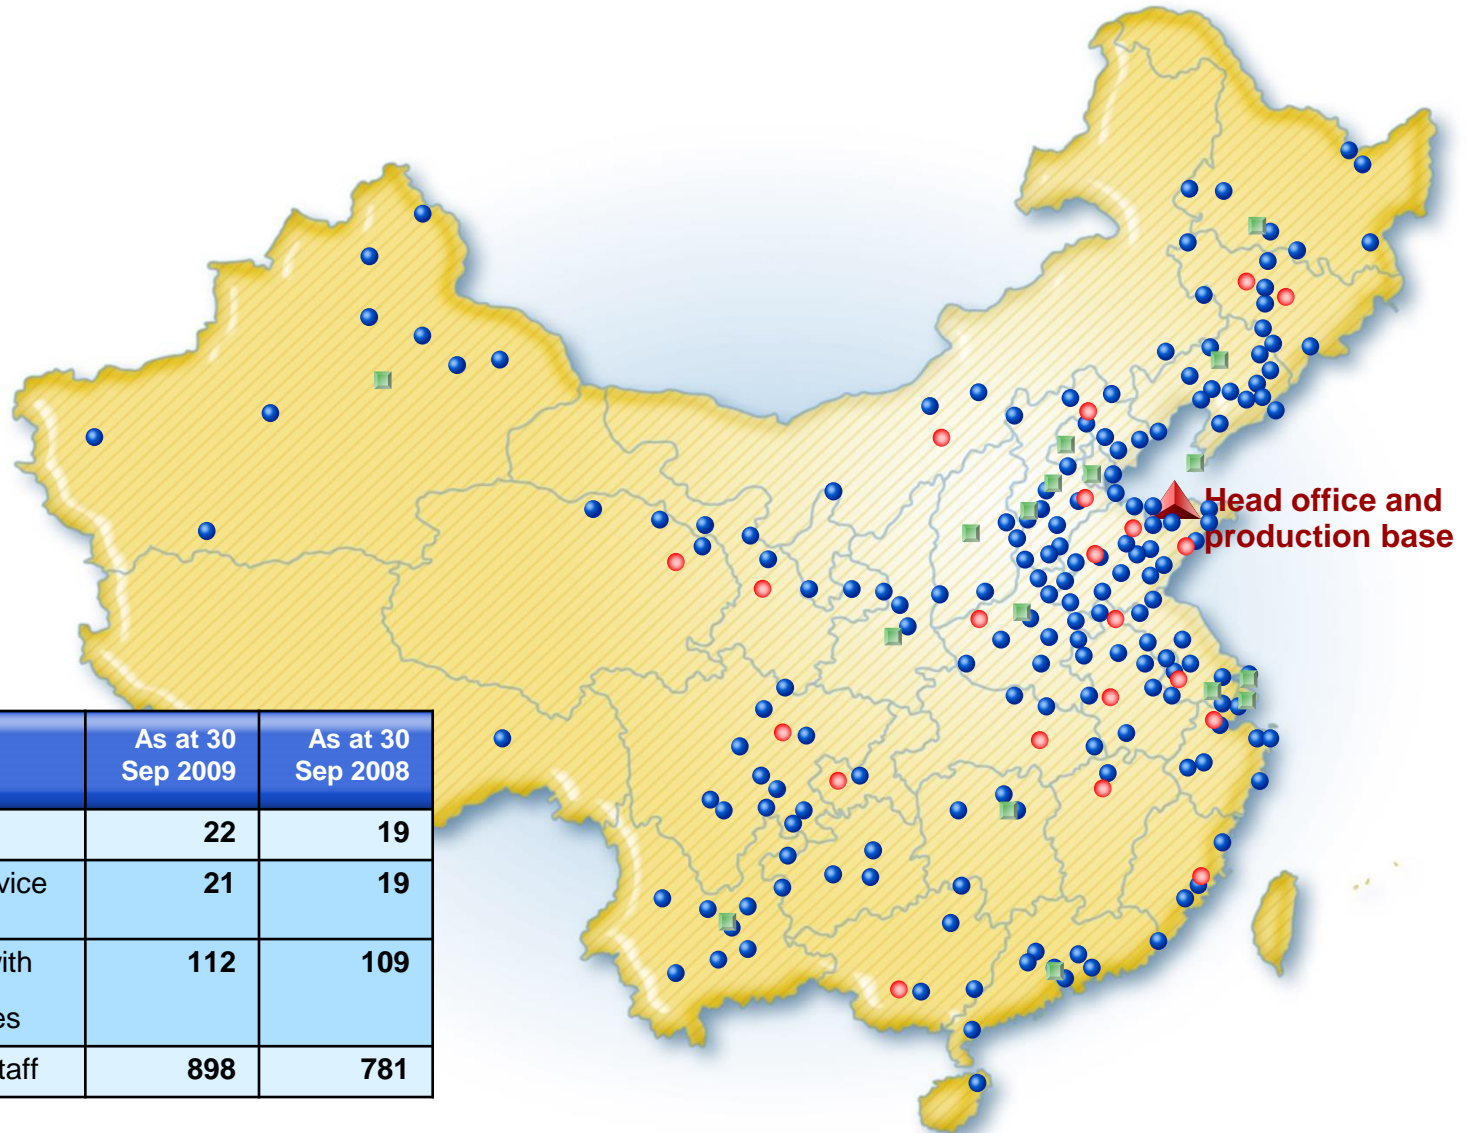 Head office and
production base
As at 30
Sep 2009
As at 30
Sep 2008
22 19
vice 21 19
with 112 109
es
taff 898 781